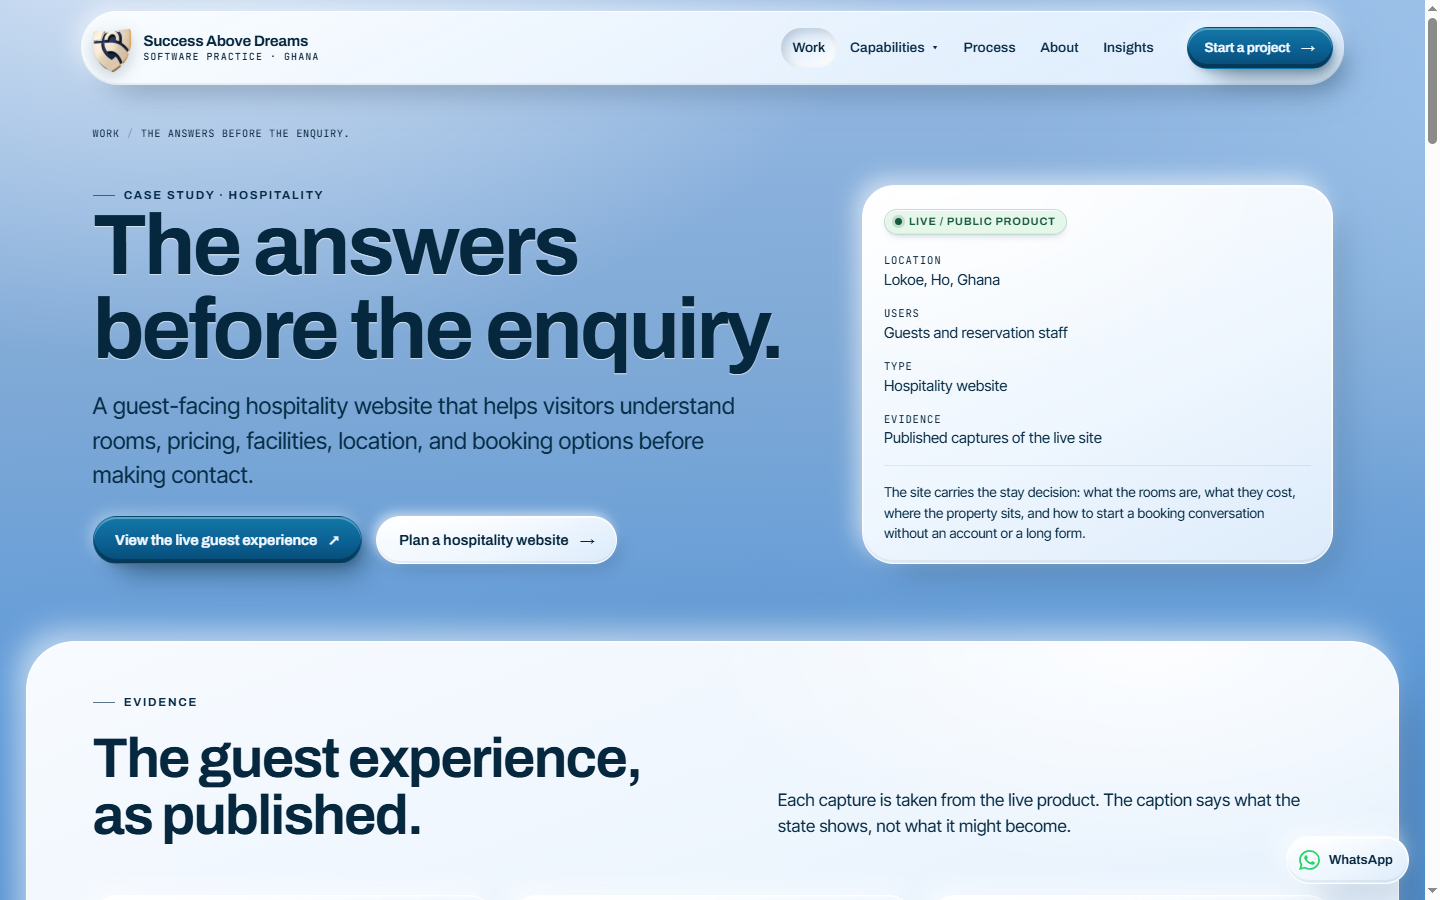 Success Above Dreams
SOFTWARE PRACTICE · GHANA
Work
Capabilities
Process
About
Insights
Start a project →
WORK / THE ANSWERS BEFORE THE ENQUIRY.
CASE STUDY · HOSPITALITY
The answers
before the enquiry.
A guest-facing hospitality website that helps visitors understand
rooms, pricing, facilities, location, and booking options before
making contact.
View the live guest experience ↗
Plan a hospitality website →
LIVE / PUBLIC PRODUCT
LOCATION
Lokoe, Ho, Ghana
USERS
Guests and reservation staff
TYPE
Hospitality website
EVIDENCE
Published captures of the live site
The site carries the stay decision: what the rooms are, what they cost,
where the property sits, and how to start a booking conversation
without an account or a long form.
EVIDENCE
The guest experience,
as published.
Each capture is taken from the live product. The caption says what the
state shows, not what it might become.
WhatsApp